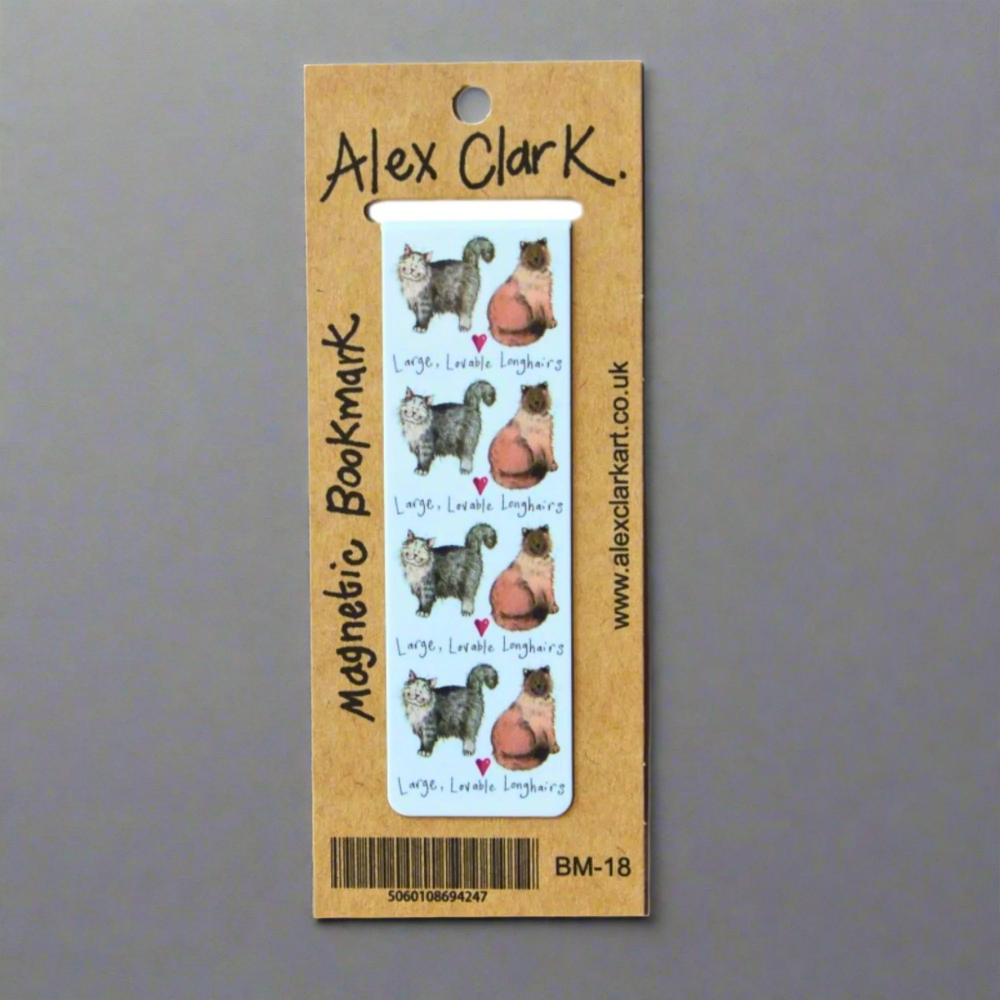 Alex Clark.
Magnetic Bookmark
Large, Lovable Longhairs
Large, Lovable Longhairs
Large, Lovable Longhairs
Large, Lovable Longhairs
www.alexclarkart.co.uk
5060108694247
BM-18